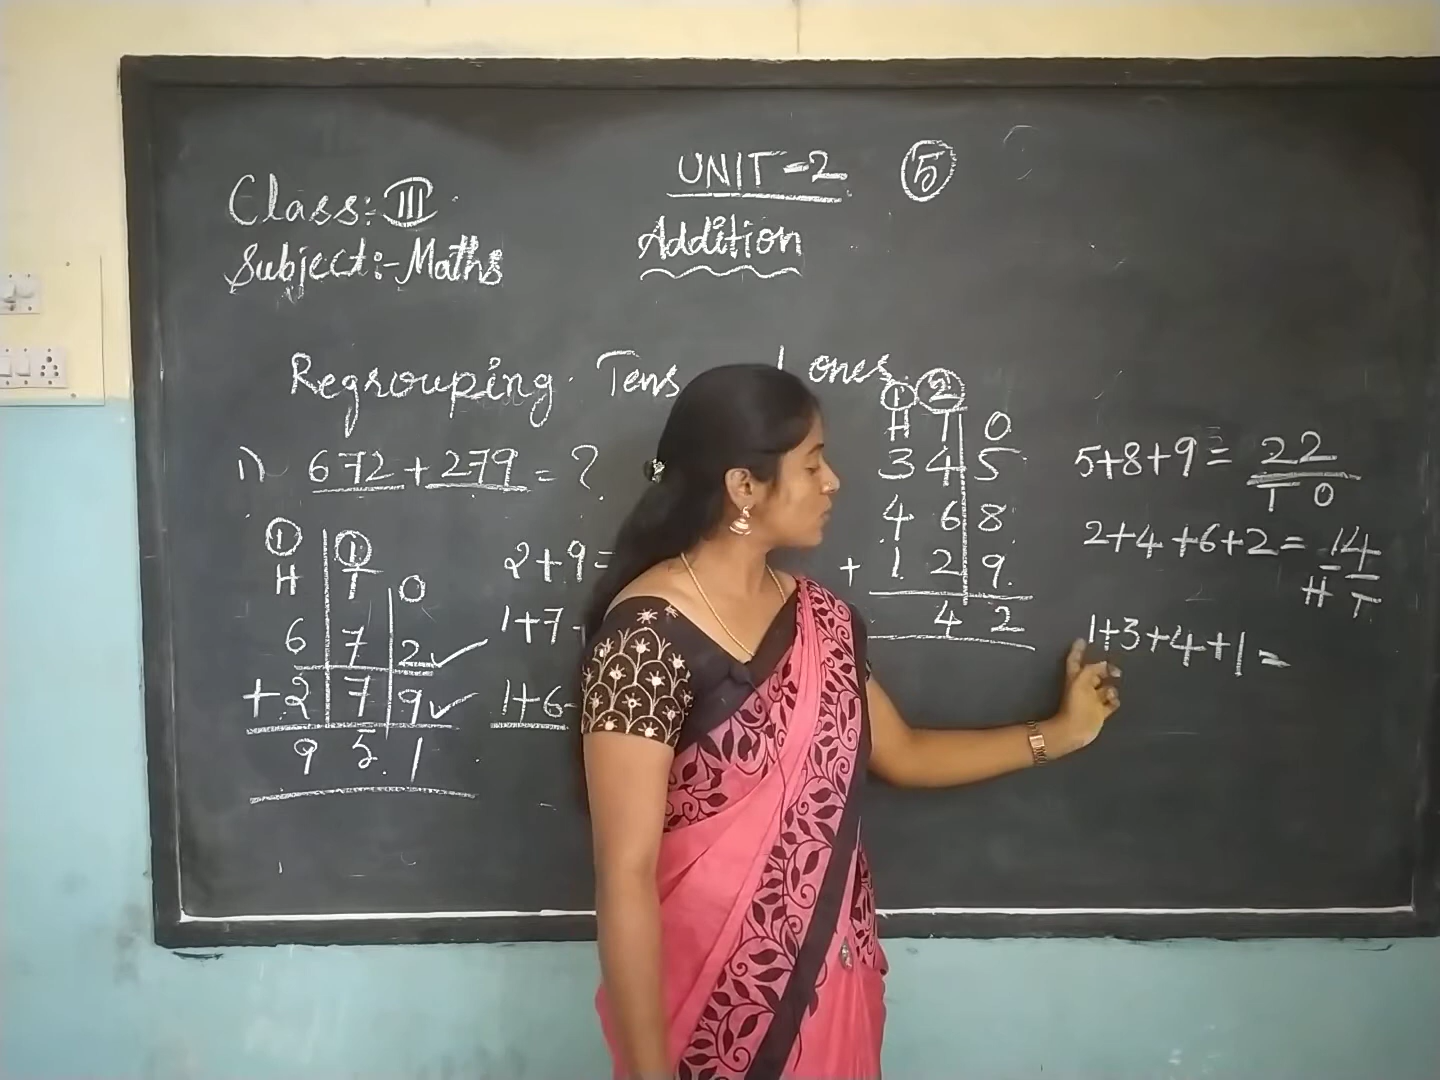 UNIT-2 5
Class:- III
Addition
Subject:- Maths
Regrouping Tens ones
1) 672+279=?
1 1
H T O
6 7 2
+2 7 9
9 5 1
2+9=
1+7
1+6
1 2
H T O
3 4 5
4 6 8
+ 1 2 9
4 2
5+8+9= 22
T O
2+4+6+2= 14
H T
1+3+4+1=